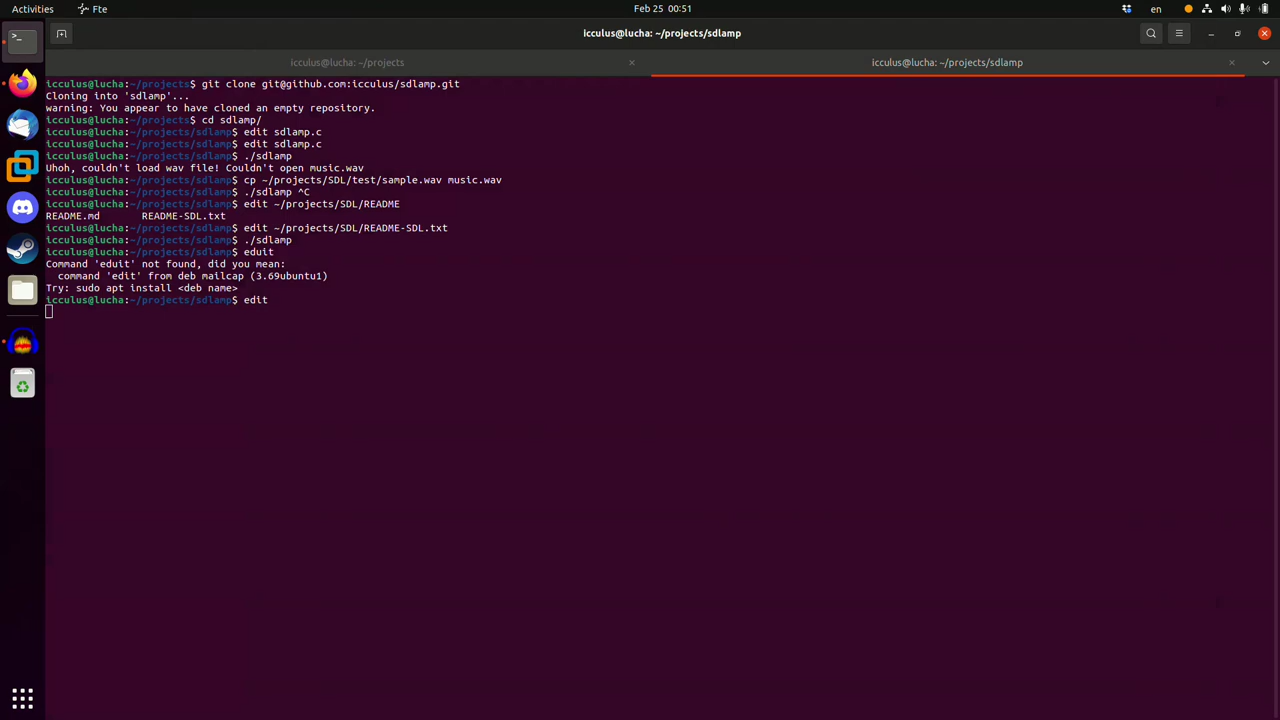 Activities
Fte
Feb 25 00:51
en
icculus@lucha: ~/projects/sdlamp
icculus@lucha: ~/projects
icculus@lucha: ~/projects/sdlamp
icculus@lucha:~/projects$ git clone git@github.com:icculus/sdlamp.git
Cloning into 'sdlamp'...
warning: You appear to have cloned an empty repository.
icculus@lucha:~/projects$ cd sdlamp/
icculus@lucha:~/projects/sdlamp$ edit sdlamp.c
icculus@lucha:~/projects/sdlamp$ edit sdlamp.c
icculus@lucha:~/projects/sdlamp$ ./sdlamp
Uhoh, couldn't load wav file! Couldn't open music.wav
icculus@lucha:~/projects/sdlamp$ cp ~/projects/SDL/test/sample.wav music.wav
icculus@lucha:~/projects/sdlamp$ ./sdlamp ^C
icculus@lucha:~/projects/sdlamp$ edit ~/projects/SDL/README
README.md       README-SDL.txt
icculus@lucha:~/projects/sdlamp$ edit ~/projects/SDL/README-SDL.txt
icculus@lucha:~/projects/sdlamp$ ./sdlamp
icculus@lucha:~/projects/sdlamp$ eduit
Command 'eduit' not found, did you mean:
  command 'edit' from deb mailcap (3.69ubuntu1)
Try: sudo apt install <deb name>
icculus@lucha:~/projects/sdlamp$ edit